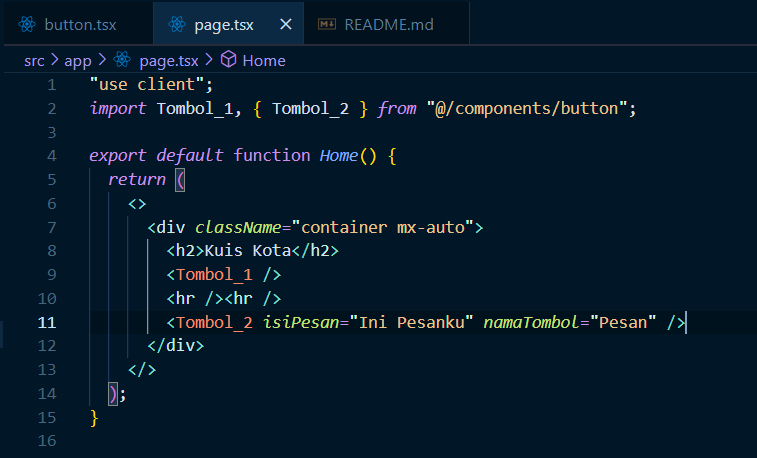 button.tsx page.tsx README.md
src > app > page.tsx > Home
1 "use client";
2 import Tombol_1, { Tombol_2 } from "@/components/button";
3
4 export default function Home() {
5 return (
6 <>
7 <div className="container mx-auto">
8 <h2>Kuis Kota</h2>
9 <Tombol_1 />
10 <hr /><hr />
11 <Tombol_2 isiPesan="Ini Pesanku" namaTombol="Pesan" />
12 </div>
13 </>
14 );
15 }
16